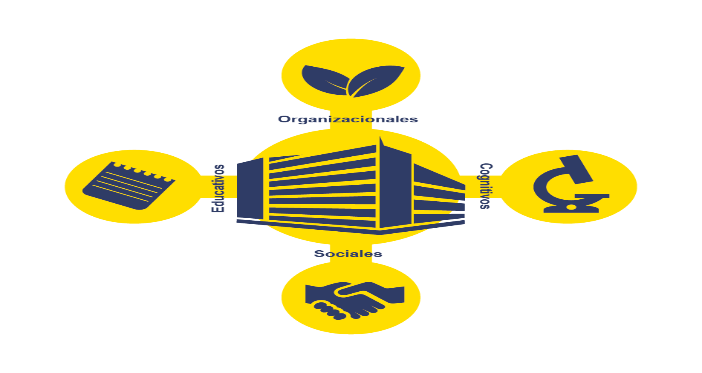 Organizacionales
Educativos
Cognitivos
Sociales